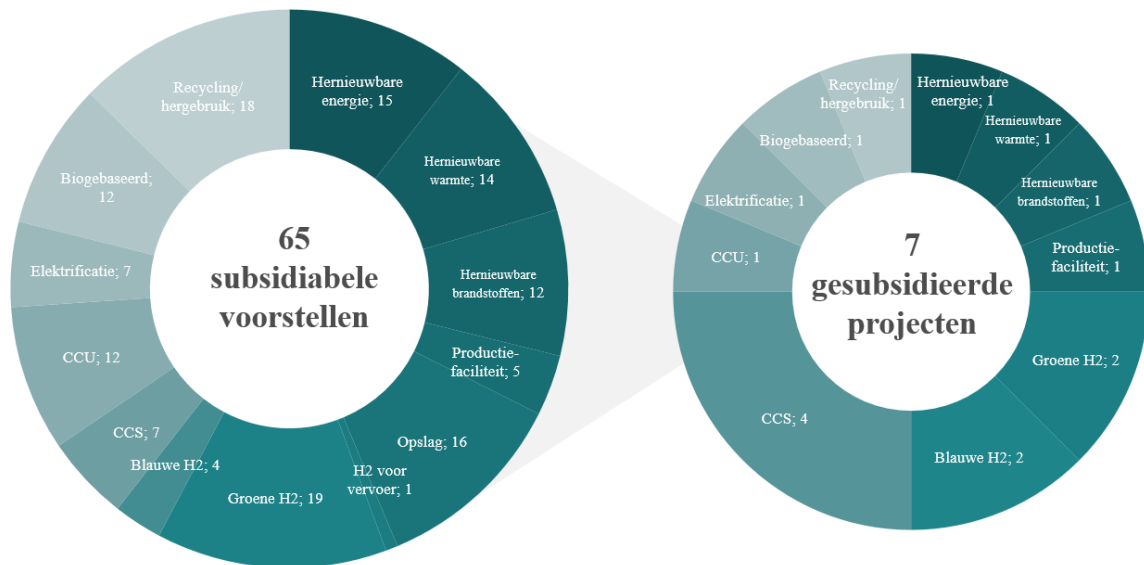 65
subsidiabele
voorstellen
Hernieuwbare
energie; 15
Hernieuwbare
warmte; 14
Hernieuwbare
brandstoffen; 12
Productie-
faciliteit; 5
Opslag; 16
H2 voor
vervoer; 1
Groene H2; 19
Blauwe H2; 4
CCS; 7
CCU; 12
Elektrificatie; 7
Biogebaseerd;
12
Recycling/
hergebruik; 18
7
gesubsidieerde
projecten
Hernieuwbare
energie; 1
Hernieuwbare
warmte; 1
Hernieuwbare
brandstoffen; 1
Productie-
faciliteit; 1
Groene H2; 2
Blauwe H2; 2
CCS; 4
CCU; 1
Elektrificatie; 1
Biogebaseerd; 1
Recycling/
hergebruik; 1